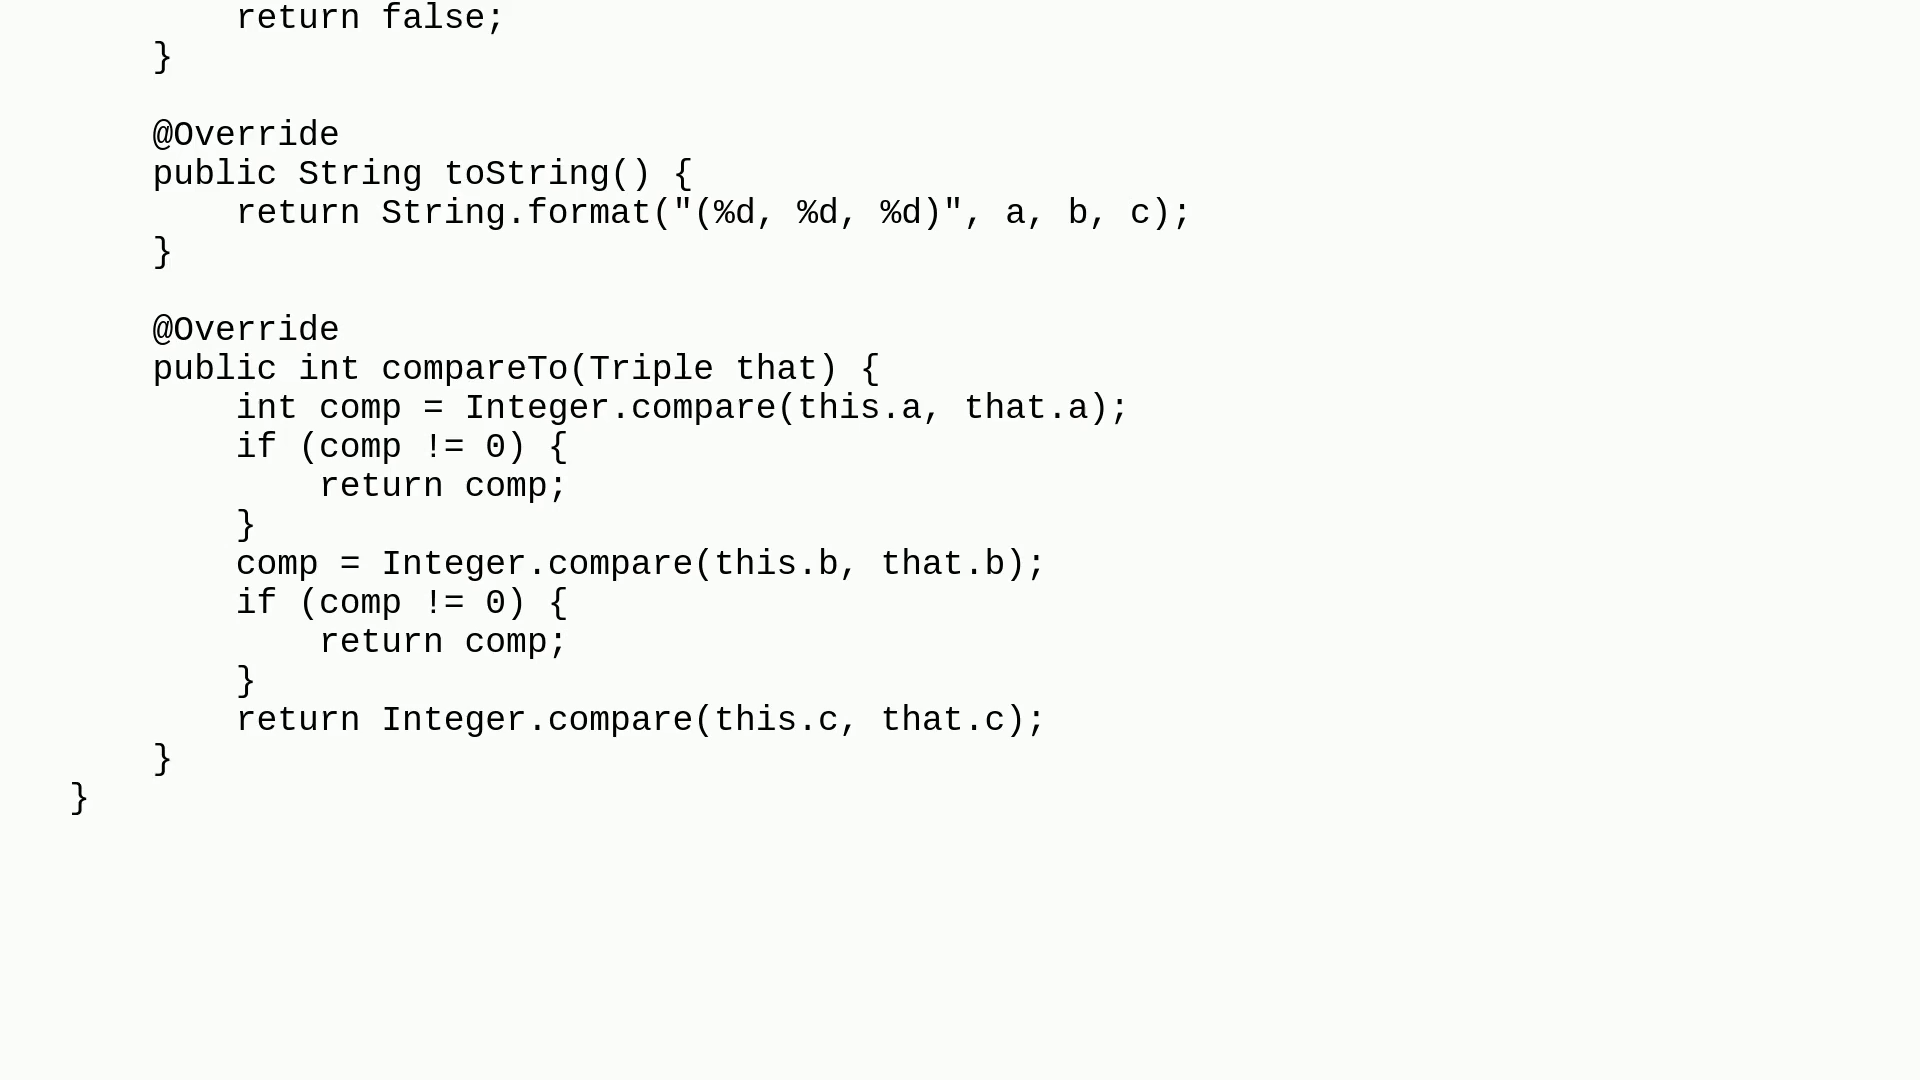 return false;
}
@Override
public String toString() {
return String.format("(%d, %d, %d)", a, b, c);
}
@Override
public int compareTo(Triple that) {
int comp = Integer.compare(this.a, that.a);
if (comp != 0) {
return comp;
}
comp = Integer.compare(this.b, that.b);
if (comp != 0) {
return comp;
}
return Integer.compare(this.c, that.c);
}
}